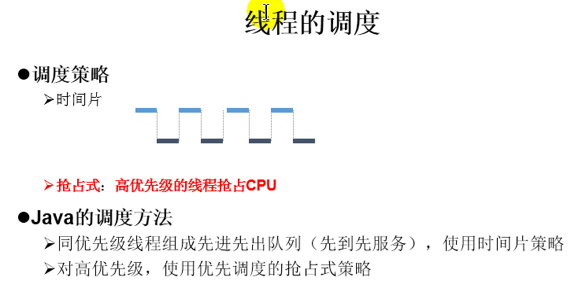 线程的调度
●调度策略
➢时间片
➢抢占式：高优先级的线程抢占CPU
●Java的调度方法
➢同优先级线程组成先进先出队列（先到先服务），使用时间片策略
➢对高优先级，使用优先调度的抢占式策略